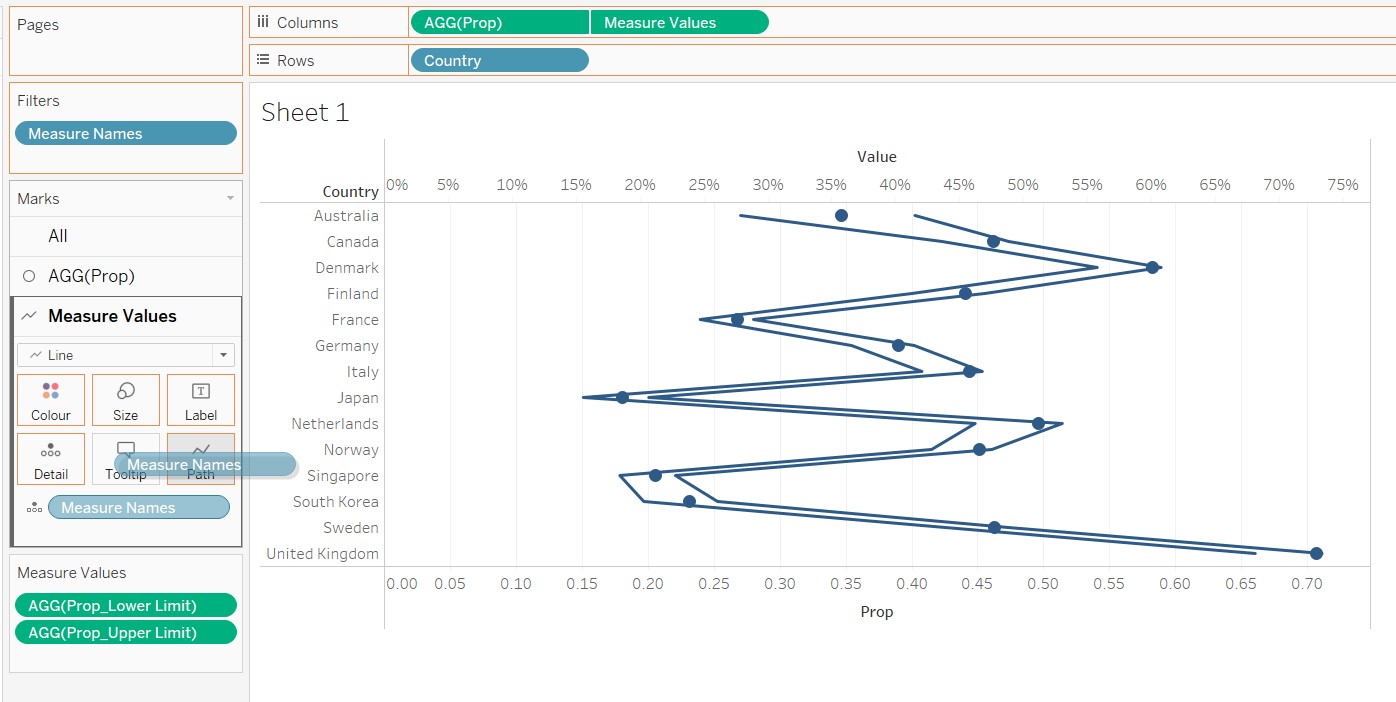 Pages
Filters
Measure Names
Marks
All
AGG(Prop)
Measure Values
Line
Colour Size Label
Detail Tooltip Path
Measure Names
Measure Names
Measure Values
AGG(Prop_Lower Limit)
AGG(Prop_Upper Limit)
Columns AGG(Prop) Measure Values
Rows Country
Sheet 1
Value
Country 0% 5% 10% 15% 20% 25% 30% 35% 40% 45% 50% 55% 60% 65% 70% 75%
Australia
Canada
Denmark
Finland
France
Germany
Italy
Japan
Netherlands
Norway
Singapore
South Korea
Sweden
United Kingdom
0.00 0.05 0.10 0.15 0.20 0.25 0.30 0.35 0.40 0.45 0.50 0.55 0.60 0.65 0.70
Prop